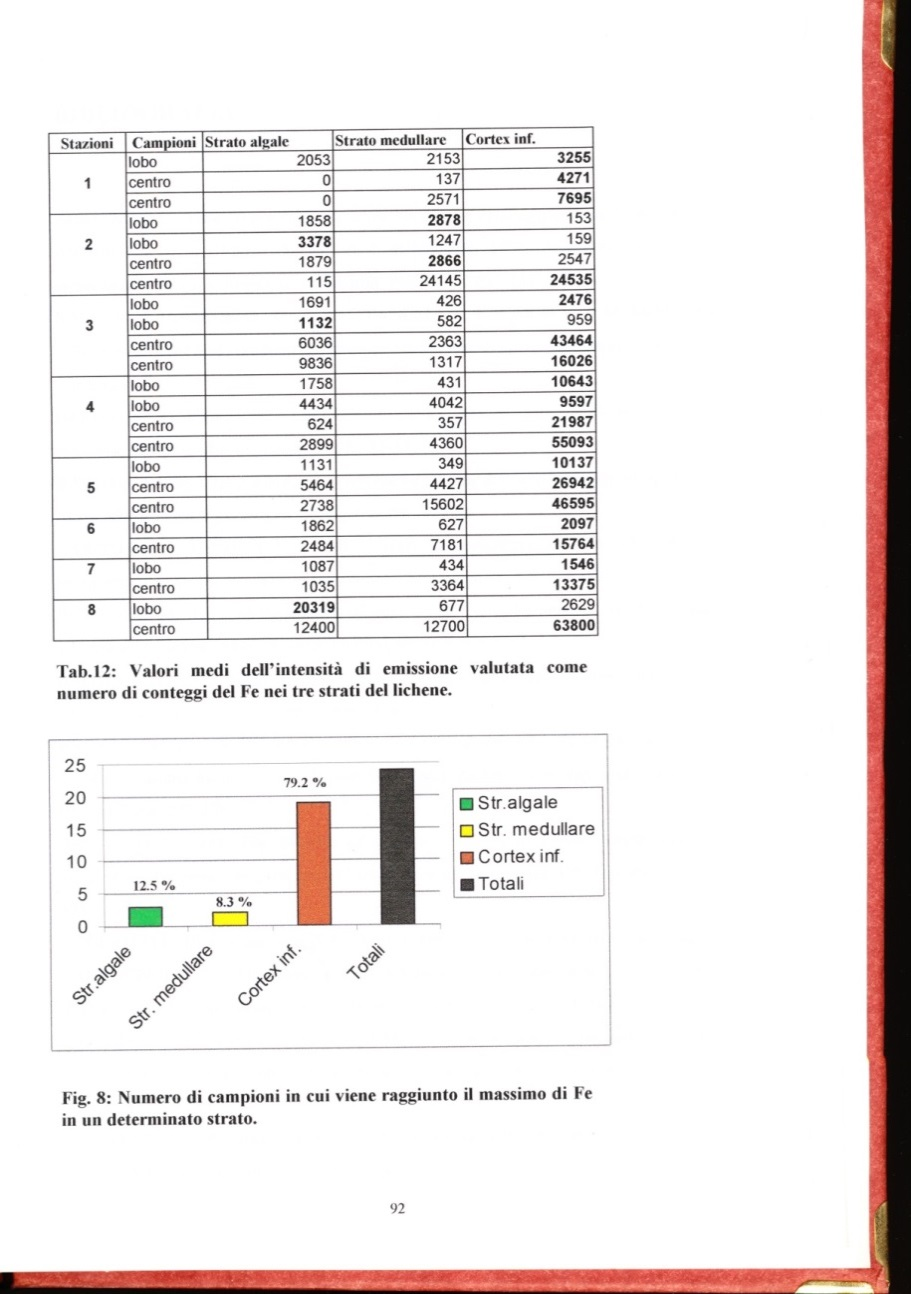 Stazioni Campioni Strato algale Strato medullare Cortex inf.
1 lobo 2053 2153 3255
centro 0 137 4271
centro 0 2571 7695
2 lobo 1858 2878 153
lobo 3378 1247 159
centro 1879 2866 2547
centro 115 24145 24535
3 lobo 1691 426 2476
lobo 1132 582 959
centro 6036 2363 43464
centro 9836 1317 16026
4 lobo 1758 431 10643
lobo 4434 4042 9597
centro 624 357 21987
centro 2899 4360 55093
5 lobo 1131 349 10137
centro 5464 4427 26942
centro 2738 15602 46595
6 lobo 1862 627 2097
centro 2484 7181 15764
7 lobo 1087 434 1546
centro 1035 3364 13375
8 lobo 20319 677 2629
centro 12400 12700 63800
Tab.12: Valori medi dell'intensità di emissione valutata come
numero di conteggi del Fe nei tre strati del lichene.
25
20
15
10
5
0
12.5 %
8.3 %
79.2 %
Str.algale
Str. medullare
Cortex inf.
Totali
Str.algale
Str. medullare
Cortex inf.
Totali
Fig. 8: Numero di campioni in cui viene raggiunto il massimo di Fe
in un determinato strato.
92